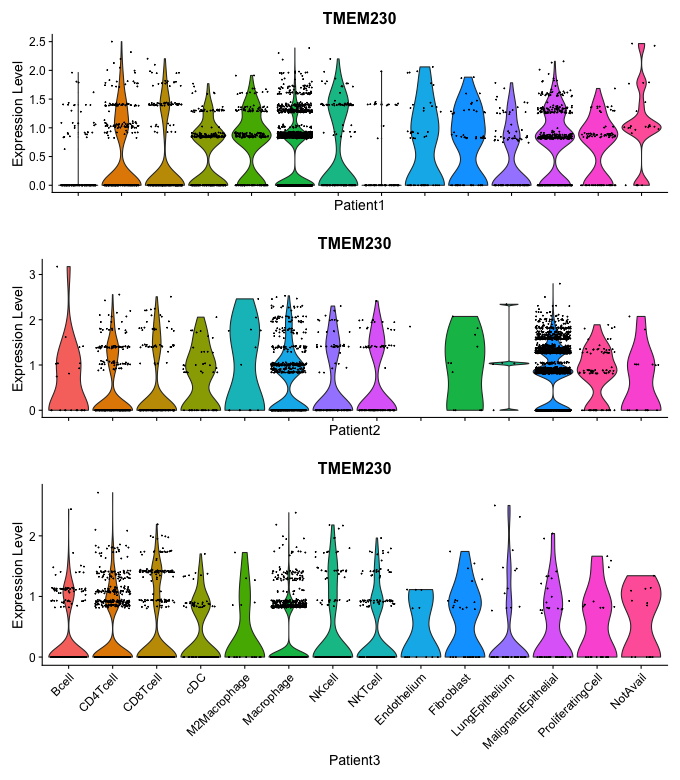 TMEM230
Expression Level
2.5
2.0
1.5
1.0
0.5
0.0
Patient1
TMEM230
Expression Level
3
2
1
0
Patient2
TMEM230
Expression Level
2
1
0
Bcell
CD4Tcell
CD8Tcell
cDC
M2Macrophage
Macrophage
NKcell
NKTcell
Endothelium
Fibroblast
LungEpithelium
MalignantEpithelial
ProliferatingCell
NotAvail
Patient3